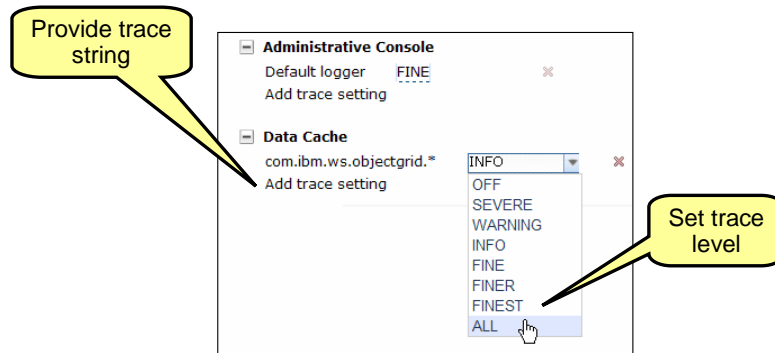 Provide trace
string
Administrative Console
Default logger FINE
Add trace setting
Data Cache
com.ibm.ws.objectgrid.* INFO
Add trace setting
OFF
SEVERE
WARNING
INFO
FINE
FINER
FINEST
ALL
Set trace
level